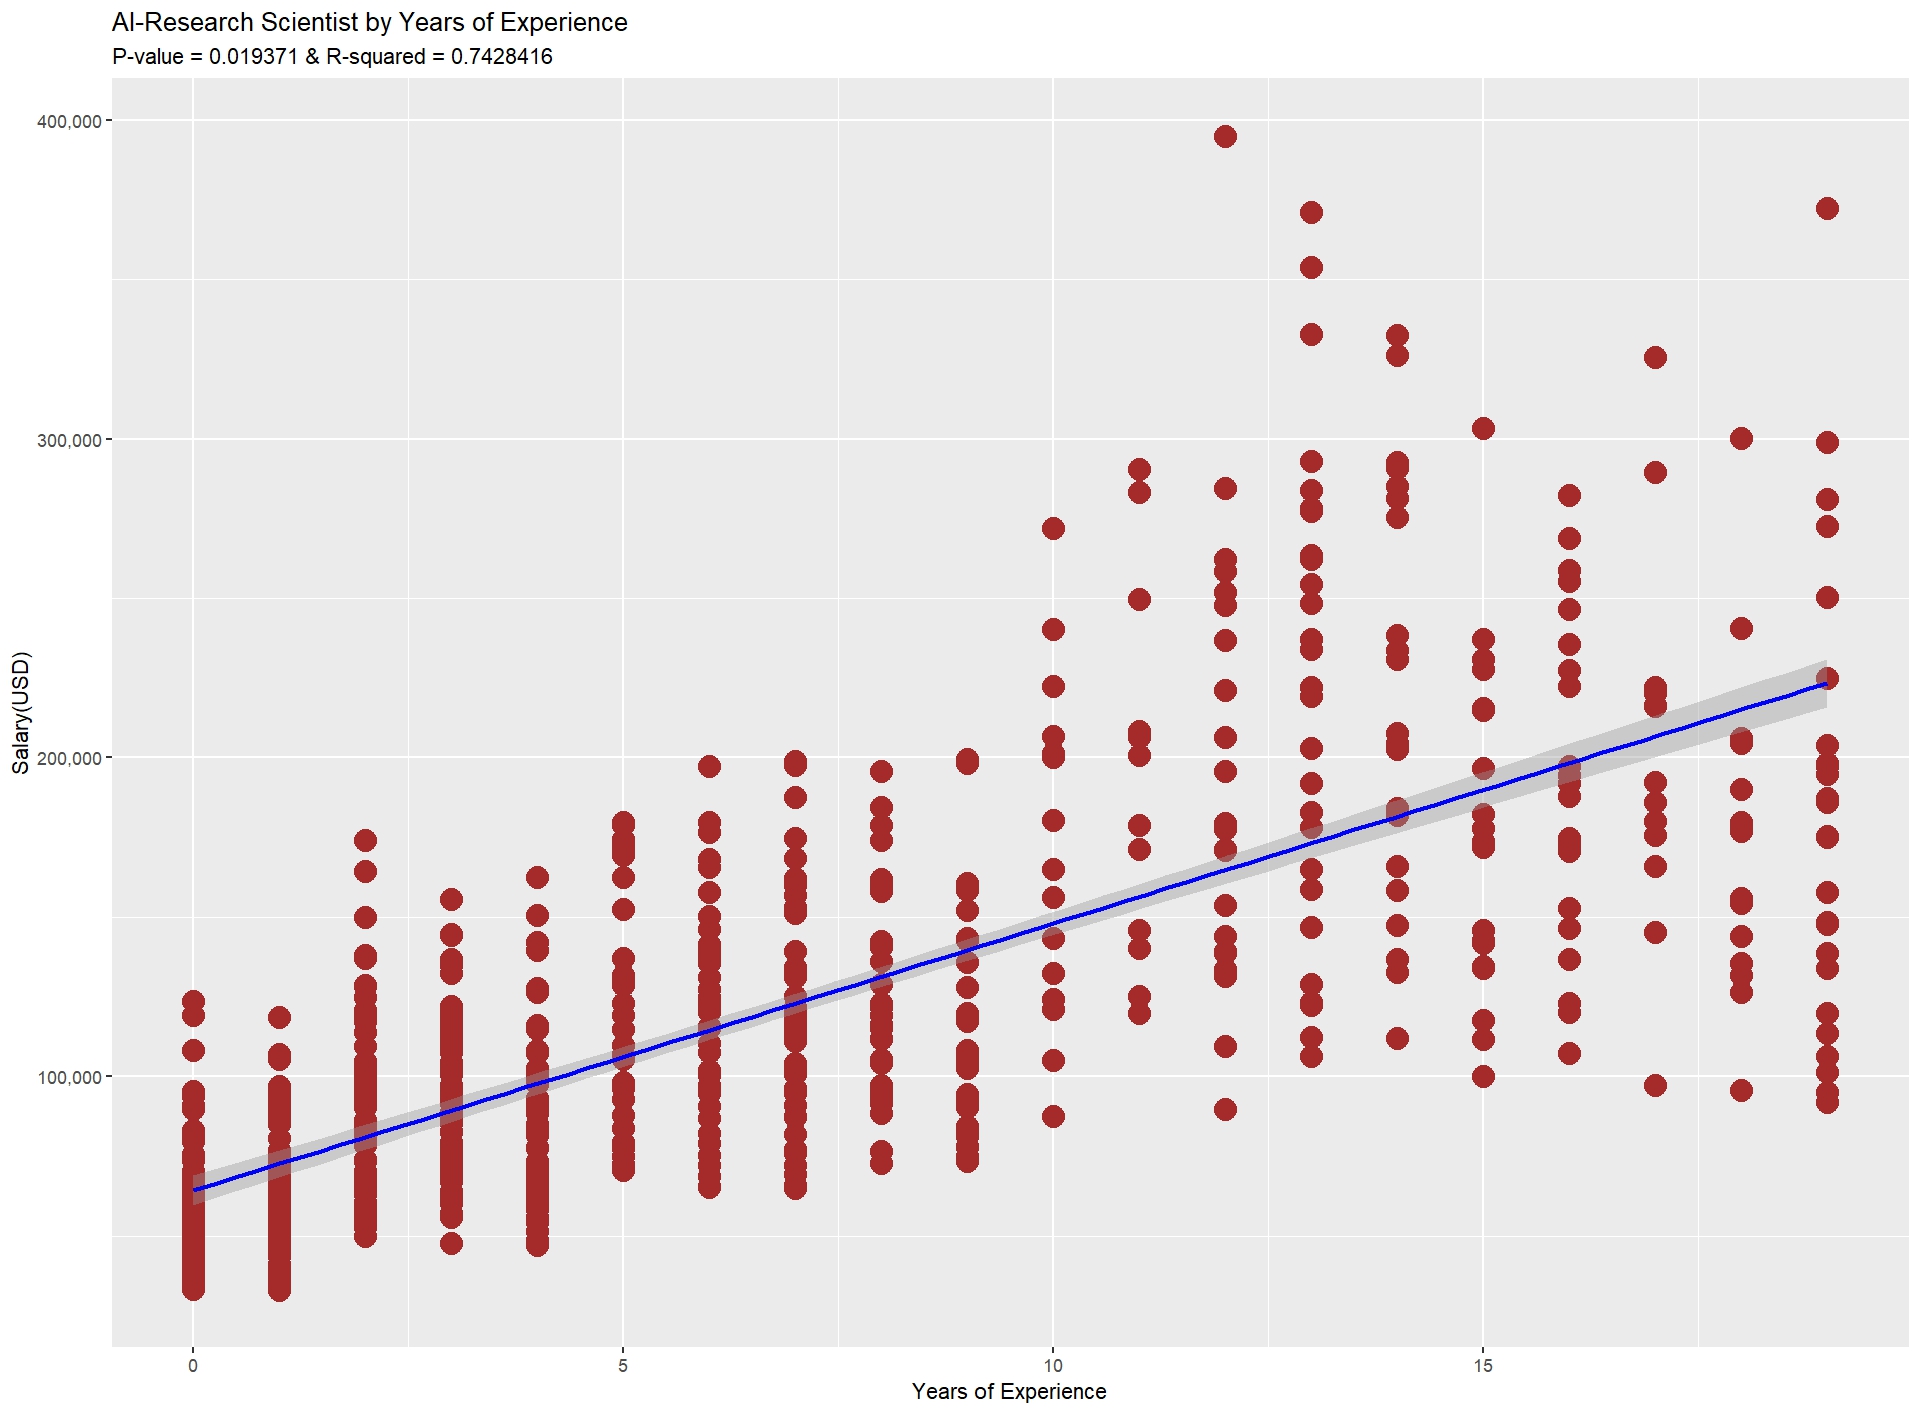 AI-Research Scientist by Years of Experience
P-value = 0.019371 & R-squared = 0.7428416
400,000
300,000
200,000
100,000
Salary(USD)
0
5
10
15
Years of Experience